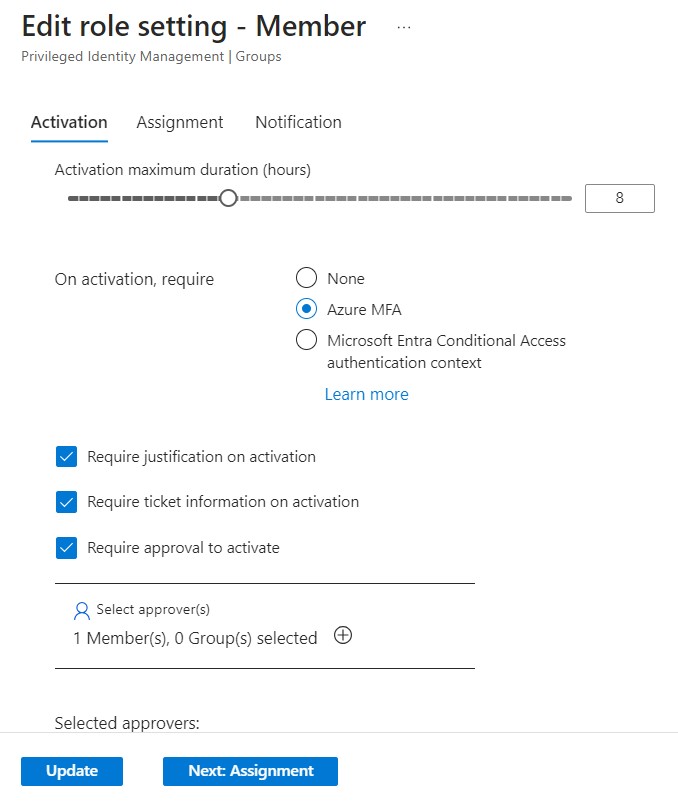 Edit role setting - Member ...
Privileged Identity Management | Groups
Activation Assignment Notification
Activation maximum duration (hours)
8
On activation, require
None
Azure MFA
Microsoft Entra Conditional Access
authentication context
Learn more
Require justification on activation
Require ticket information on activation
Require approval to activate
Select approver(s)
1 Member(s), 0 Group(s) selected
Selected approvers:
Update Next: Assignment